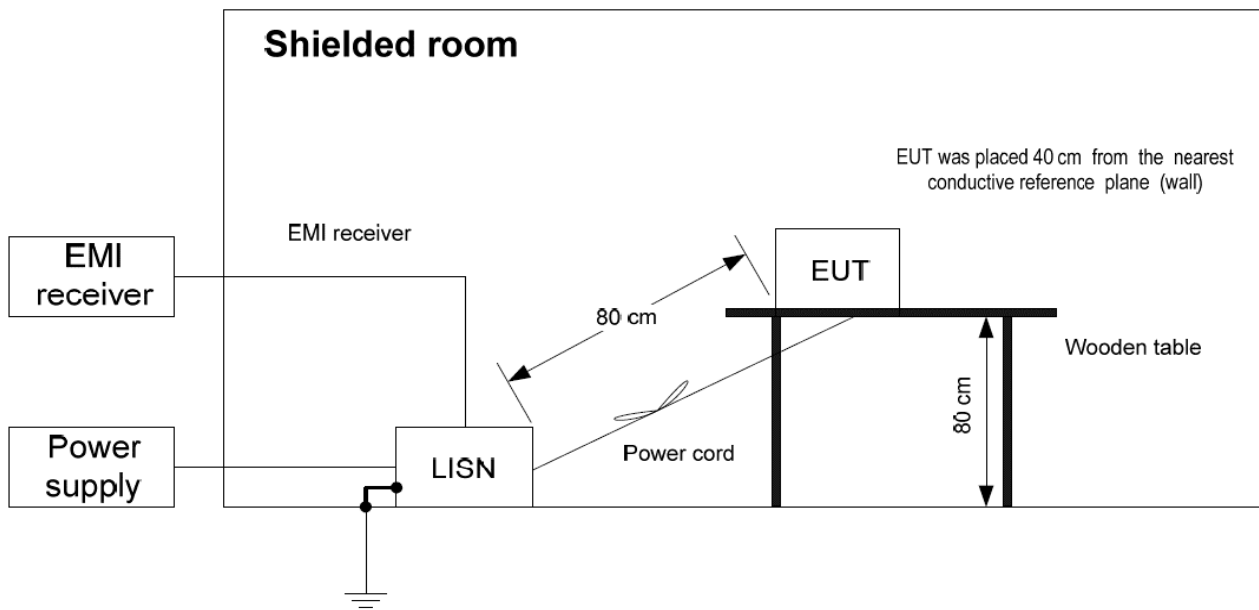 Shielded room
EUT was placed 40 cm from the nearest
conductive reference plane (wall)
EMI receiver
EMI
receiver
EUT
80 cm
Wooden table
80 cm
Power
supply
LISN
Power cord